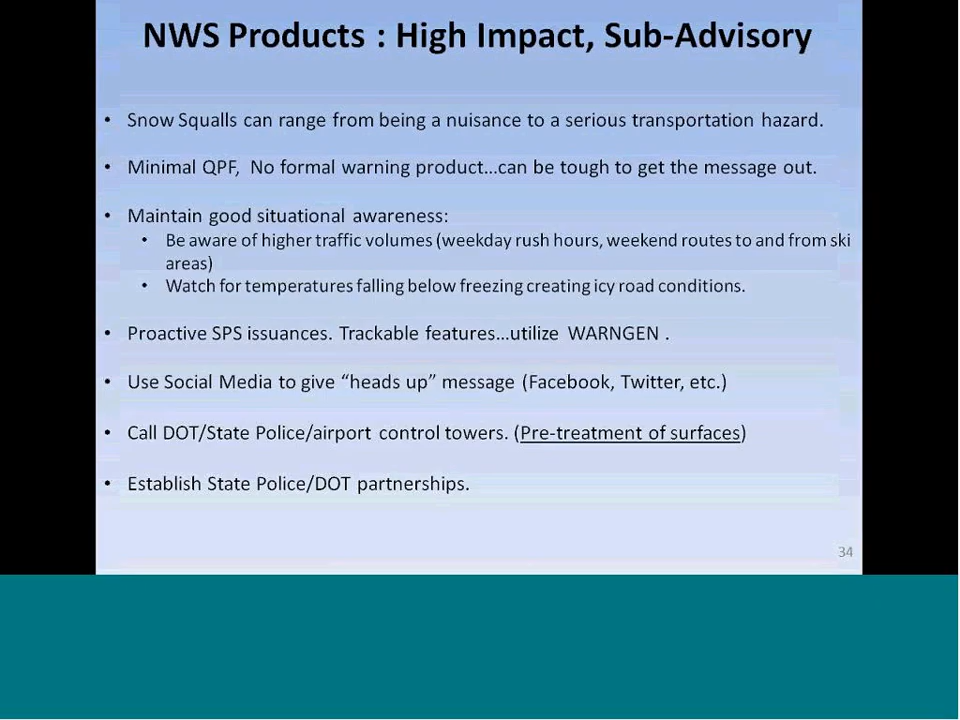 NWS Products : High Impact, Sub-Advisory
• Snow Squalls can range from being a nuisance to a serious transportation hazard.
• Minimal QPF, No formal warning product...can be tough to get the message out.
• Maintain good situational awareness:
• Be aware of higher traffic volumes (weekday rush hours, weekend routes to and from ski
areas)
• Watch for temperatures falling below freezing creating icy road conditions.
• Proactive SPS issuances. Trackable features...utilize WARNGEN .
• Use Social Media to give “heads up” message (Facebook, Twitter, etc.)
• Call DOT/State Police/airport control towers. (Pre-treatment of surfaces)
• Establish State Police/DOT partnerships.
34